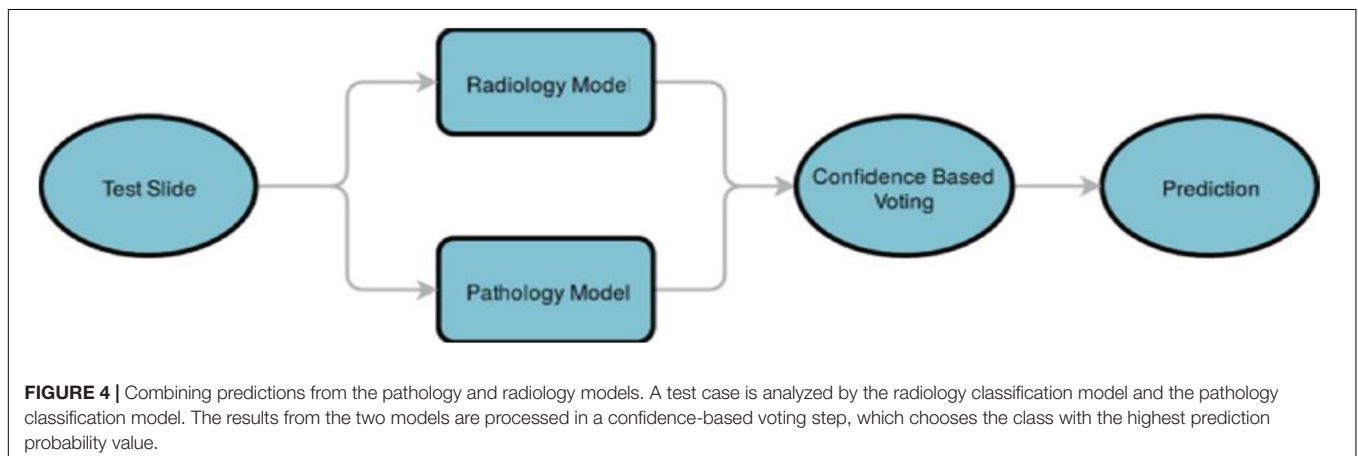 Radiology Model
Test Slide
Confidence Based
Voting
Prediction
Pathology Model
FIGURE 4 | Combining predictions from the pathology and radiology models. A test case is analyzed by the radiology classification model and the pathology
classification model. The results from the two models are processed in a confidence-based voting step, which chooses the class with the highest prediction
probability value.